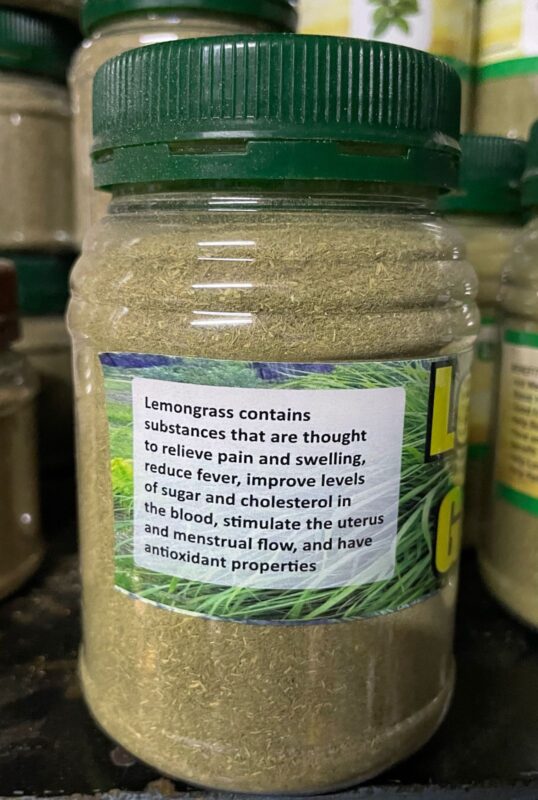 Lemongrass contains
substances that are thought
to relieve pain and swelling,
reduce fever, improve levels
of sugar and cholesterol in
the blood, stimulate the uterus
and menstrual flow, and have
antioxidant properties
L
G